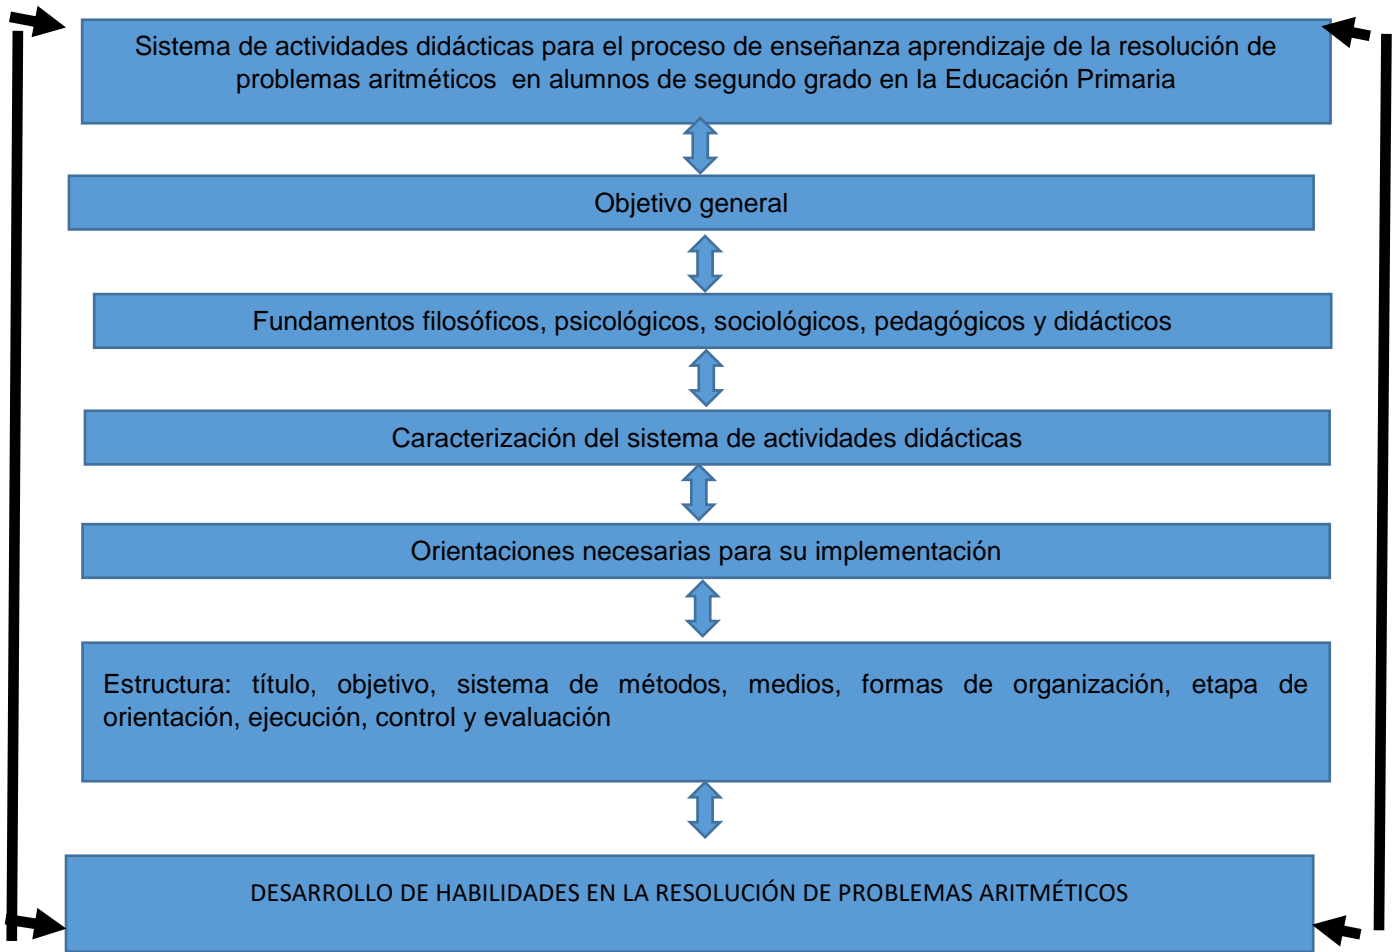 Sistema de actividades didácticas para el proceso de enseñanza aprendizaje de la resolución de
problemas aritméticos en alumnos de segundo grado en la Educación Primaria
Objetivo general
Fundamentos filosóficos, psicológicos, sociológicos, pedagógicos y didácticos
Caracterización del sistema de actividades didácticas
Orientaciones necesarias para su implementación
Estructura: título, objetivo, sistema de métodos, medios, formas de organización, etapa de
orientación, ejecución, control y evaluación
DESARROLLO DE HABILIDADES EN LA RESOLUCIÓN DE PROBLEMAS ARITMÉTICOS